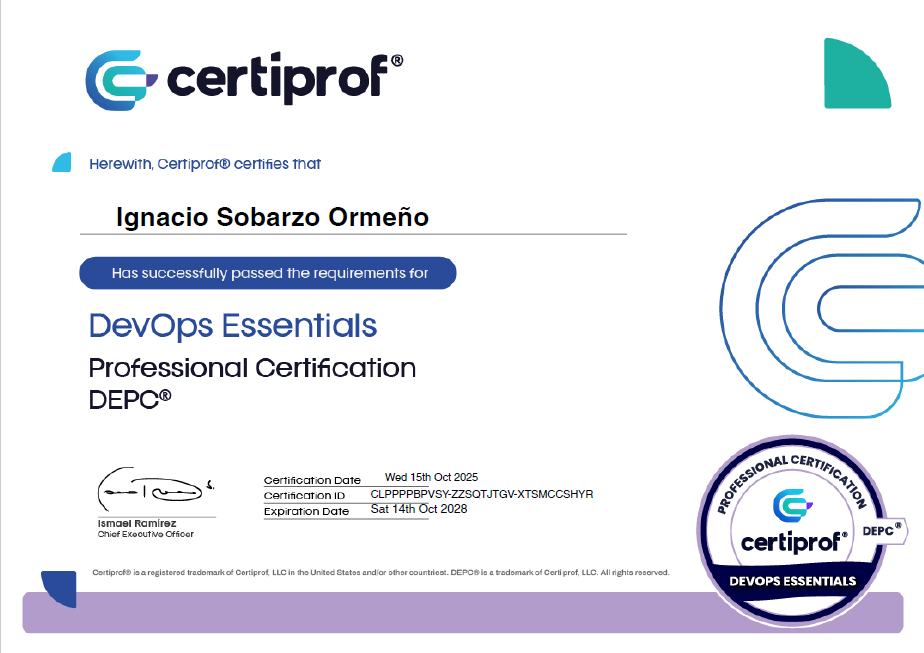 certiprof®
Herewith, Certiprof® certifies that
Ignacio Sobarzo Ormeño
Has successfully passed the requirements for
DevOps Essentials
Professional Certification
DEPC®
Certification Date Wed 15th Oct 2025
Certification ID CLPPPPBPVSY-ZZSQTJTGV-XTSMCCSHYR
Expiration Date Sat 14th Oct 2028
Ismael Ramírez
Chief Executive Officer
Certiprof® is a registered trademark of Certiprof, LLC in the United States and/or other countriest. DEPC® is a trademark of Certiprof, LLC. All rights reserved.
PROFESSIONAL CERTIFICATION
certiprof®
DEPC®
DEVOPS ESSENTIALS